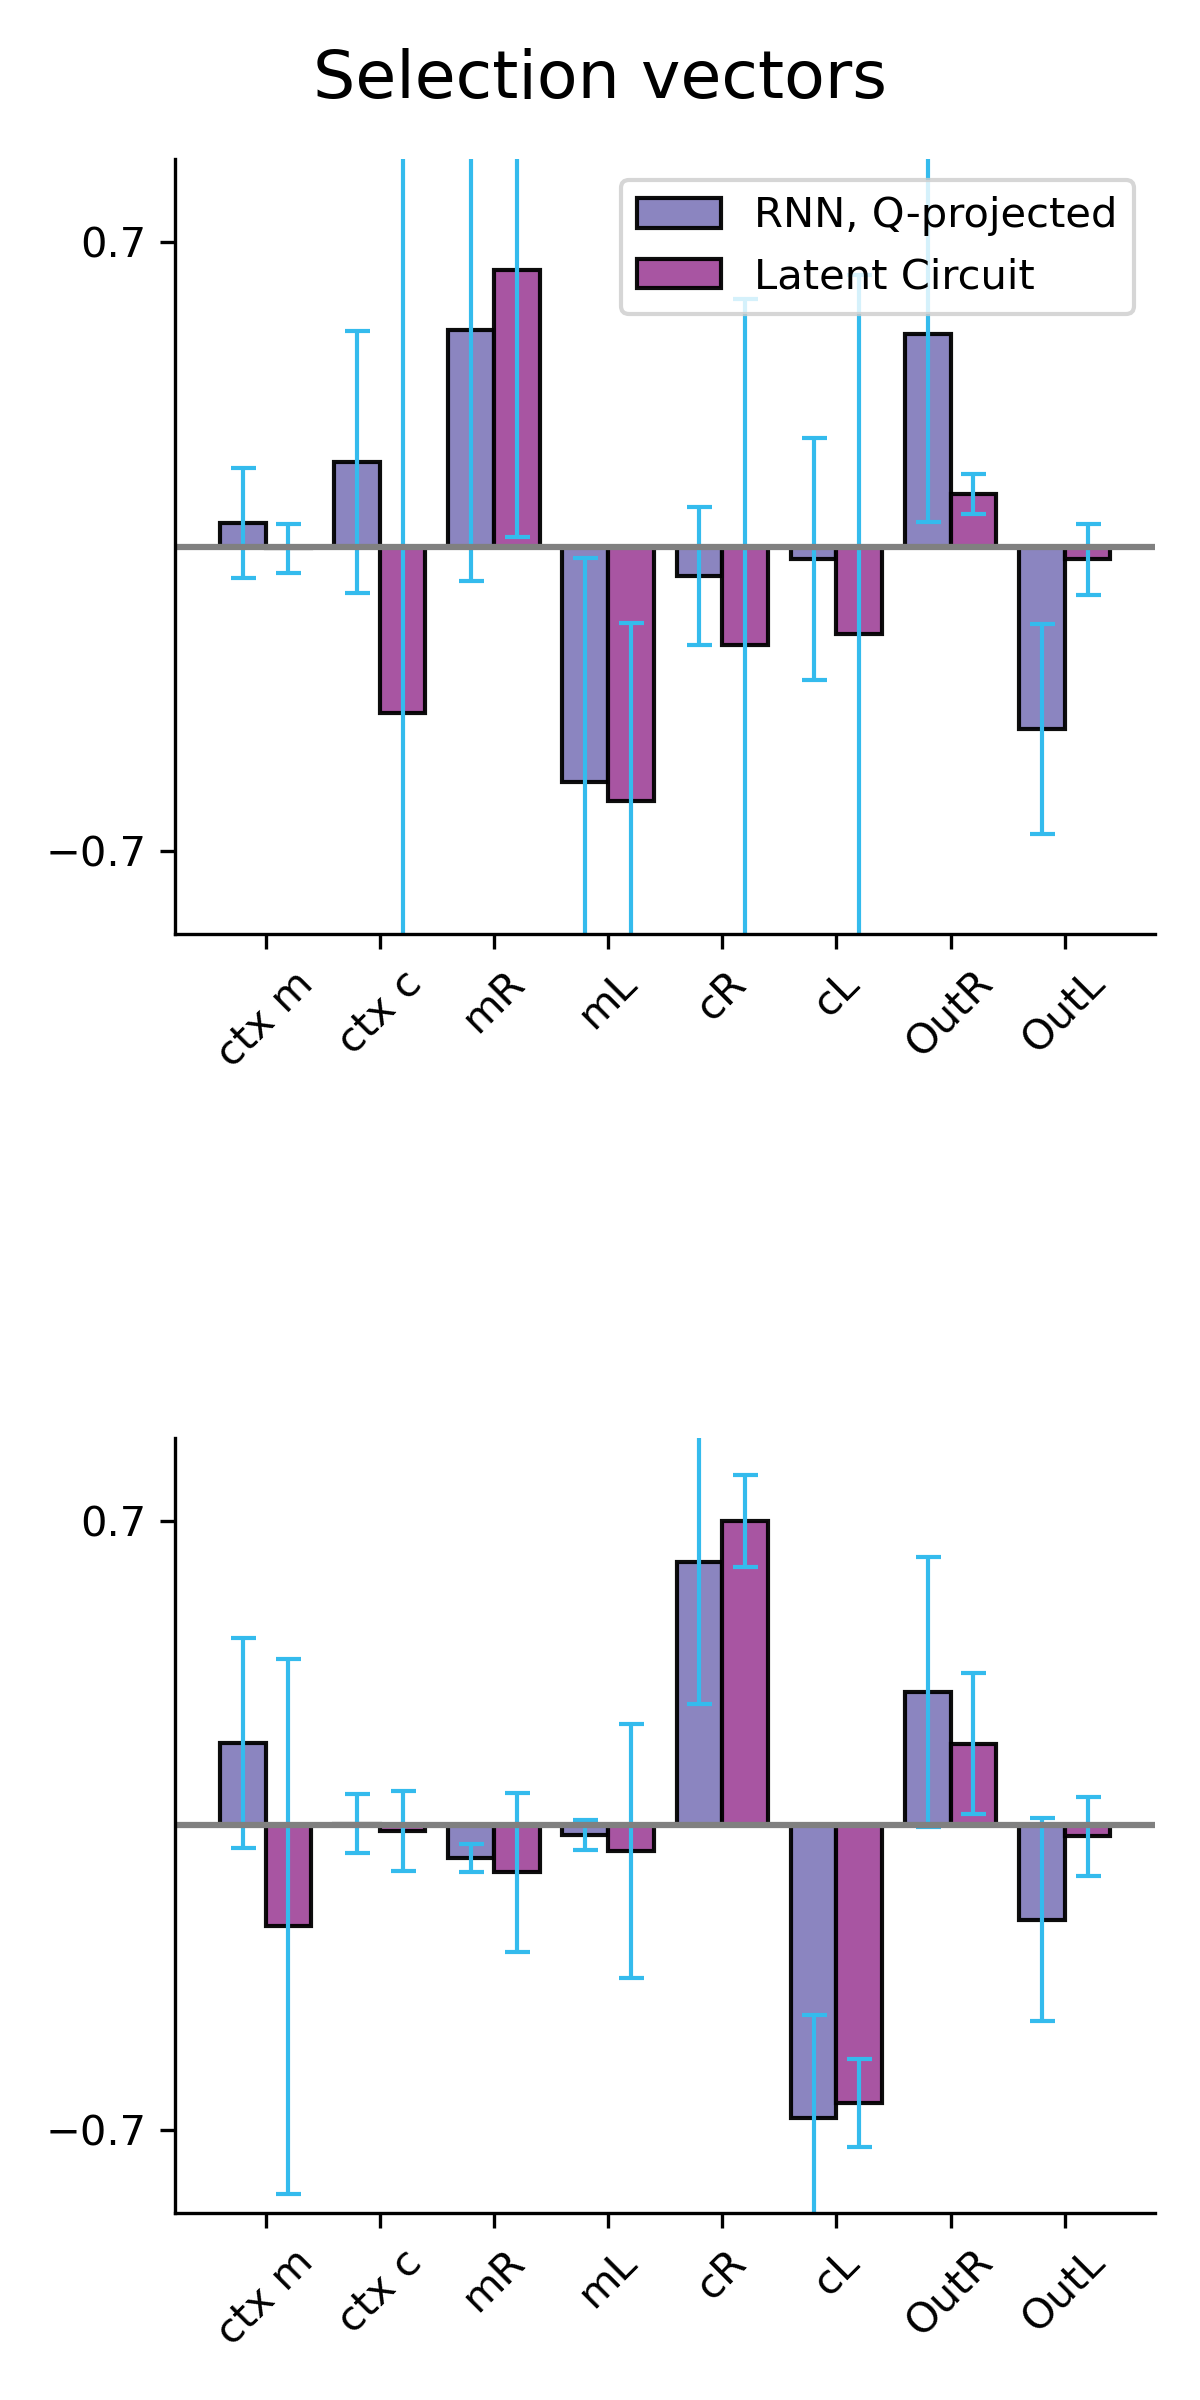 Selection vectors
RNN, Q-projected
Latent Circuit
0.7
−0.7
ctx m
ctx c
mR
mL
cR
cL
OutR
OutL
0.7
−0.7
ctx m
ctx c
mR
mL
cR
cL
OutR
OutL